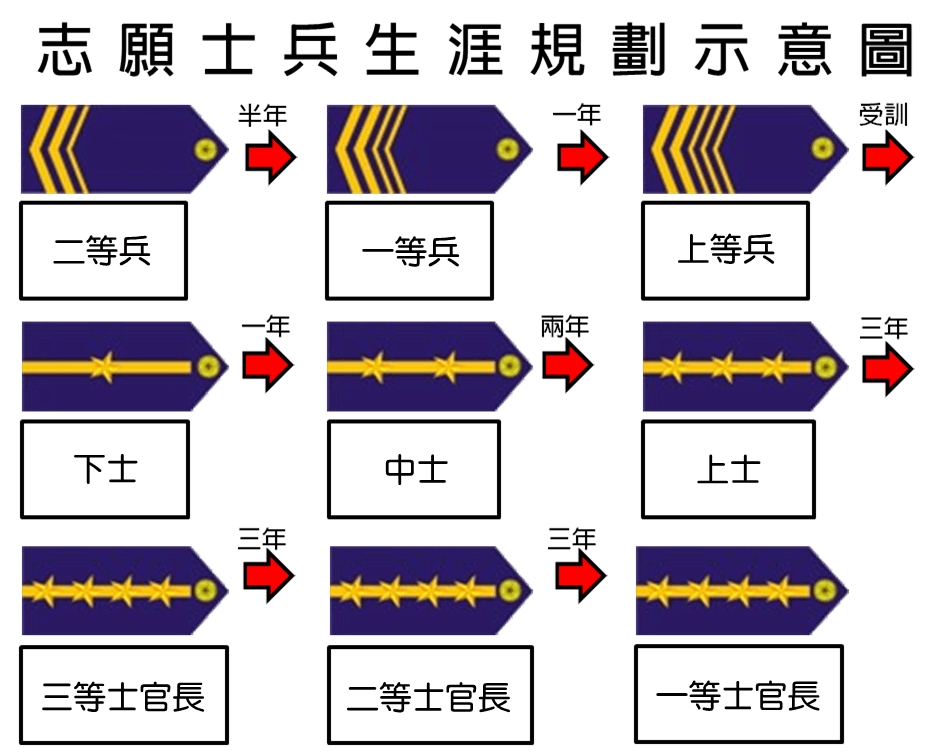 志願士兵生涯規劃示意圖
半年
一年
受訓
二等兵
一等兵
上等兵
一年
兩年
三年
下士
中士
上士
三年
三年
三等士官長
二等士官長
一等士官長